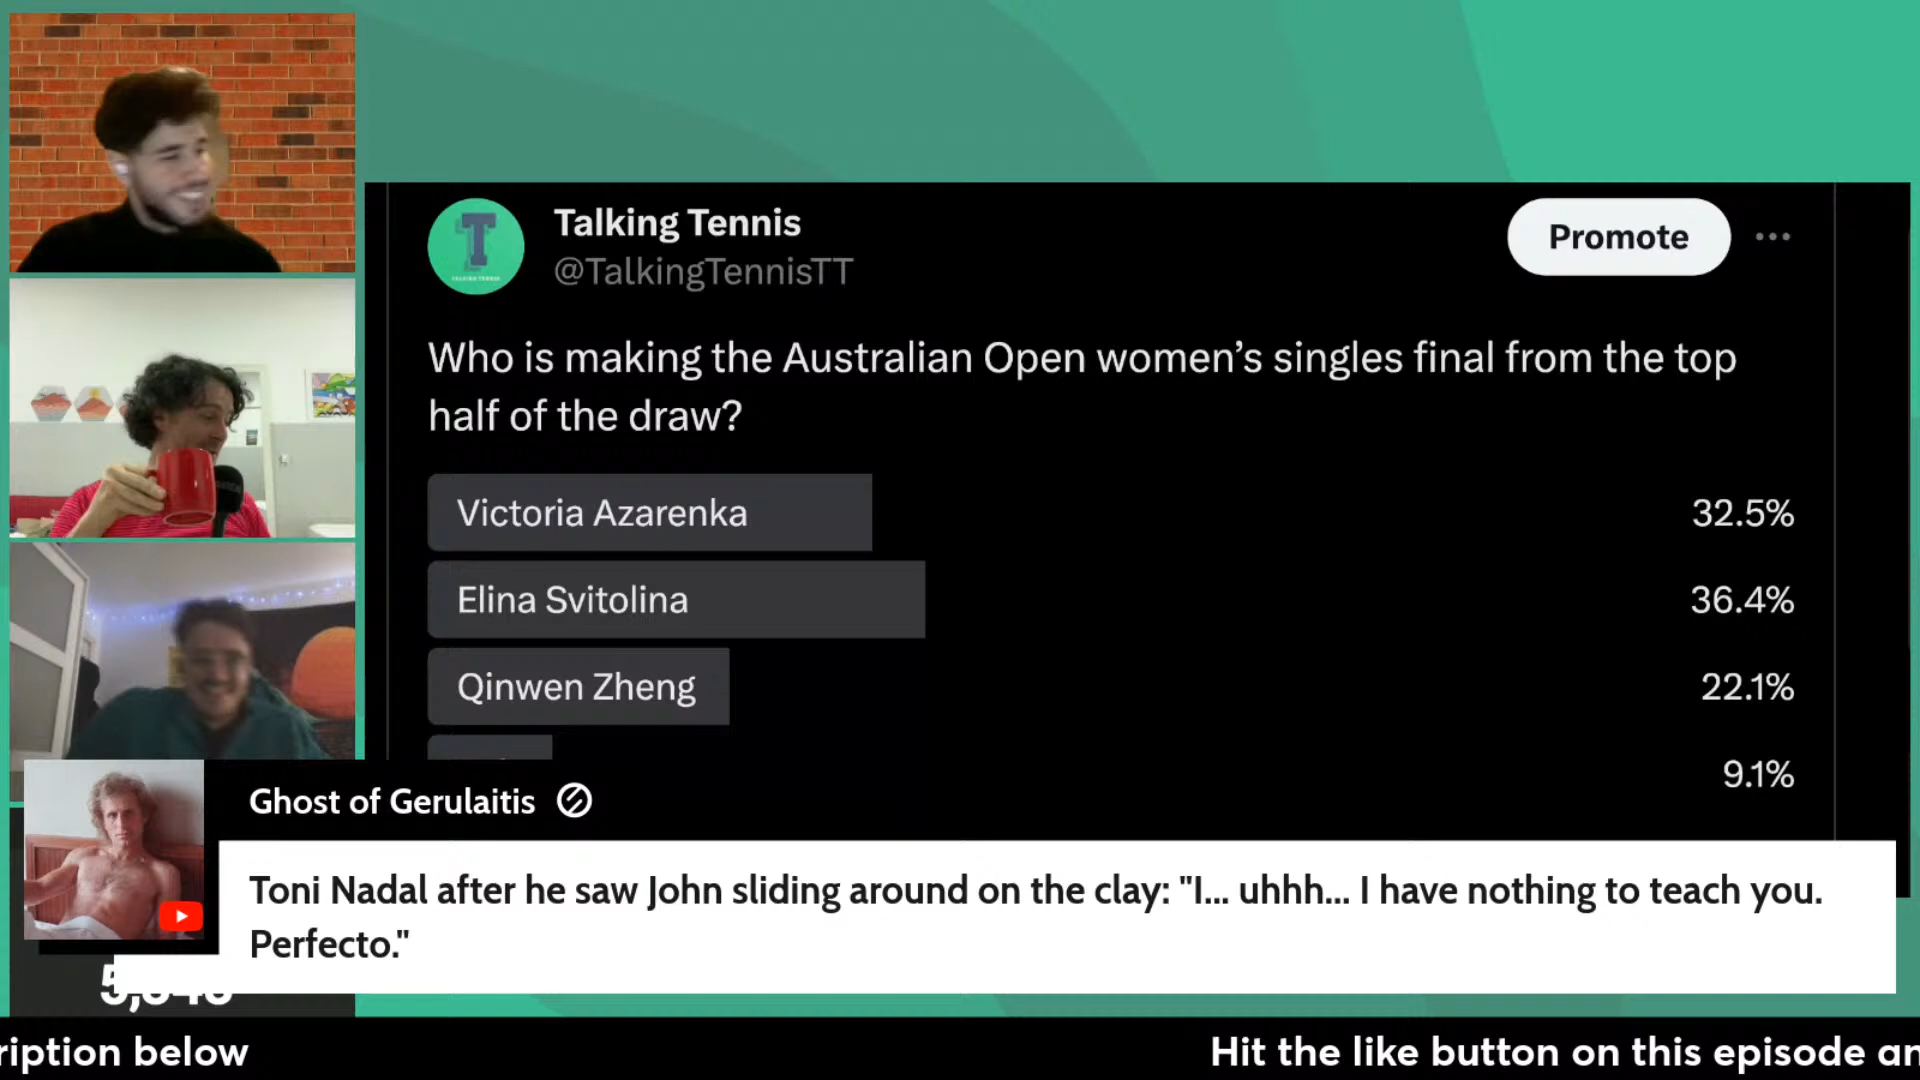 Talking Tennis
@TalkingTennisTT
Promote
Who is making the Australian Open women’s singles final from the top
half of the draw?
Victoria Azarenka 32.5%
Elina Svitolina 36.4%
Qinwen Zheng 22.1%
9.1%
Ghost of Gerulaitis
Toni Nadal after he saw John sliding around on the clay: "I... uhhh... I have nothing to teach you.
Perfecto."
ription below
Hit the like button on this episode an